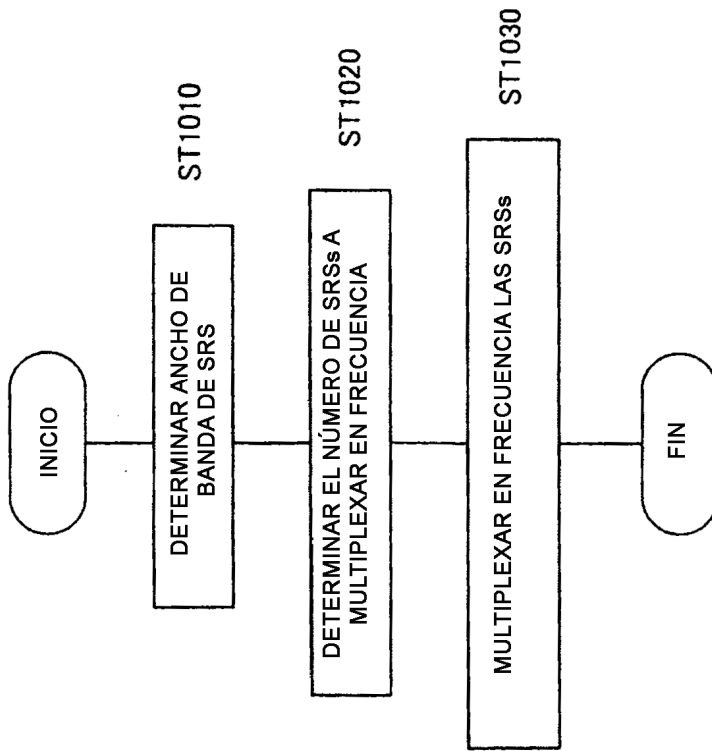 INICIO
DETERMINAR ANCHO DE
BANDA DE SRS
ST1010
DETERMINAR EL NÚMERO DE SRSs A
MULTIPLEXAR EN FRECUENCIA
ST1020
MULTIPLEXAR EN FRECUENCIA LAS SRSs
ST1030
FIN